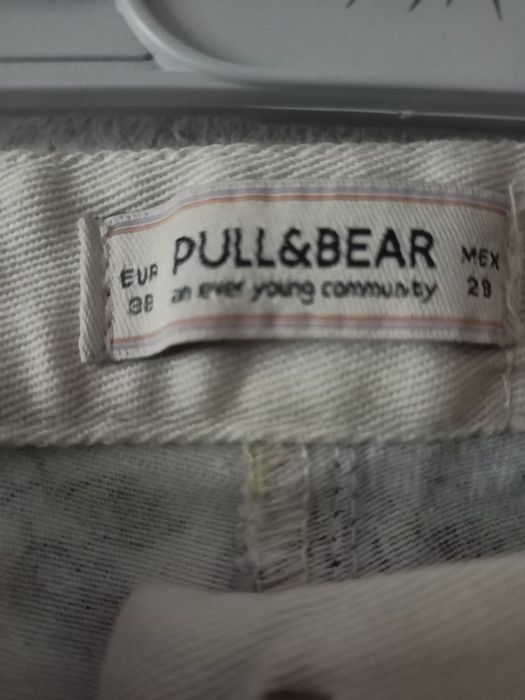 PULL&BEAR
an ever young community
EUR
38
MEX
28